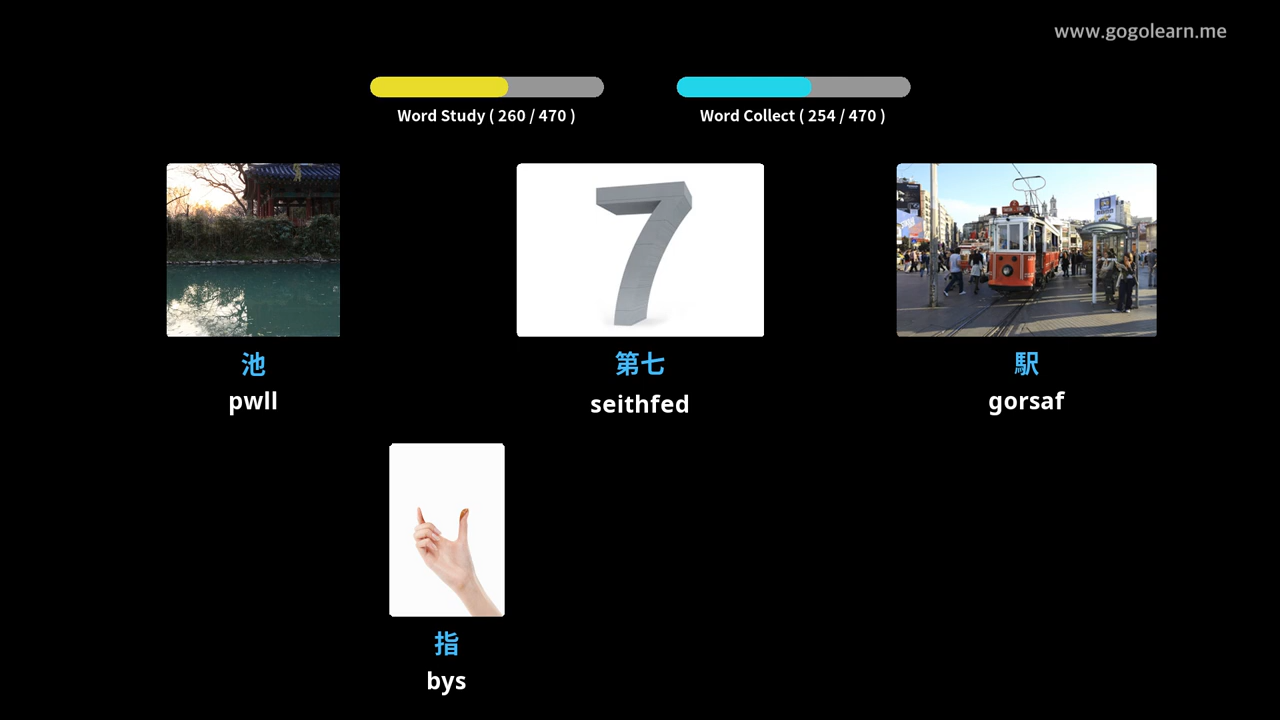 www.gogolearn.me
Word Study ( 260 / 470 )
Word Collect ( 254 / 470 )
7
池
pwll
第七
seithfed
駅
gorsaf
指
bys